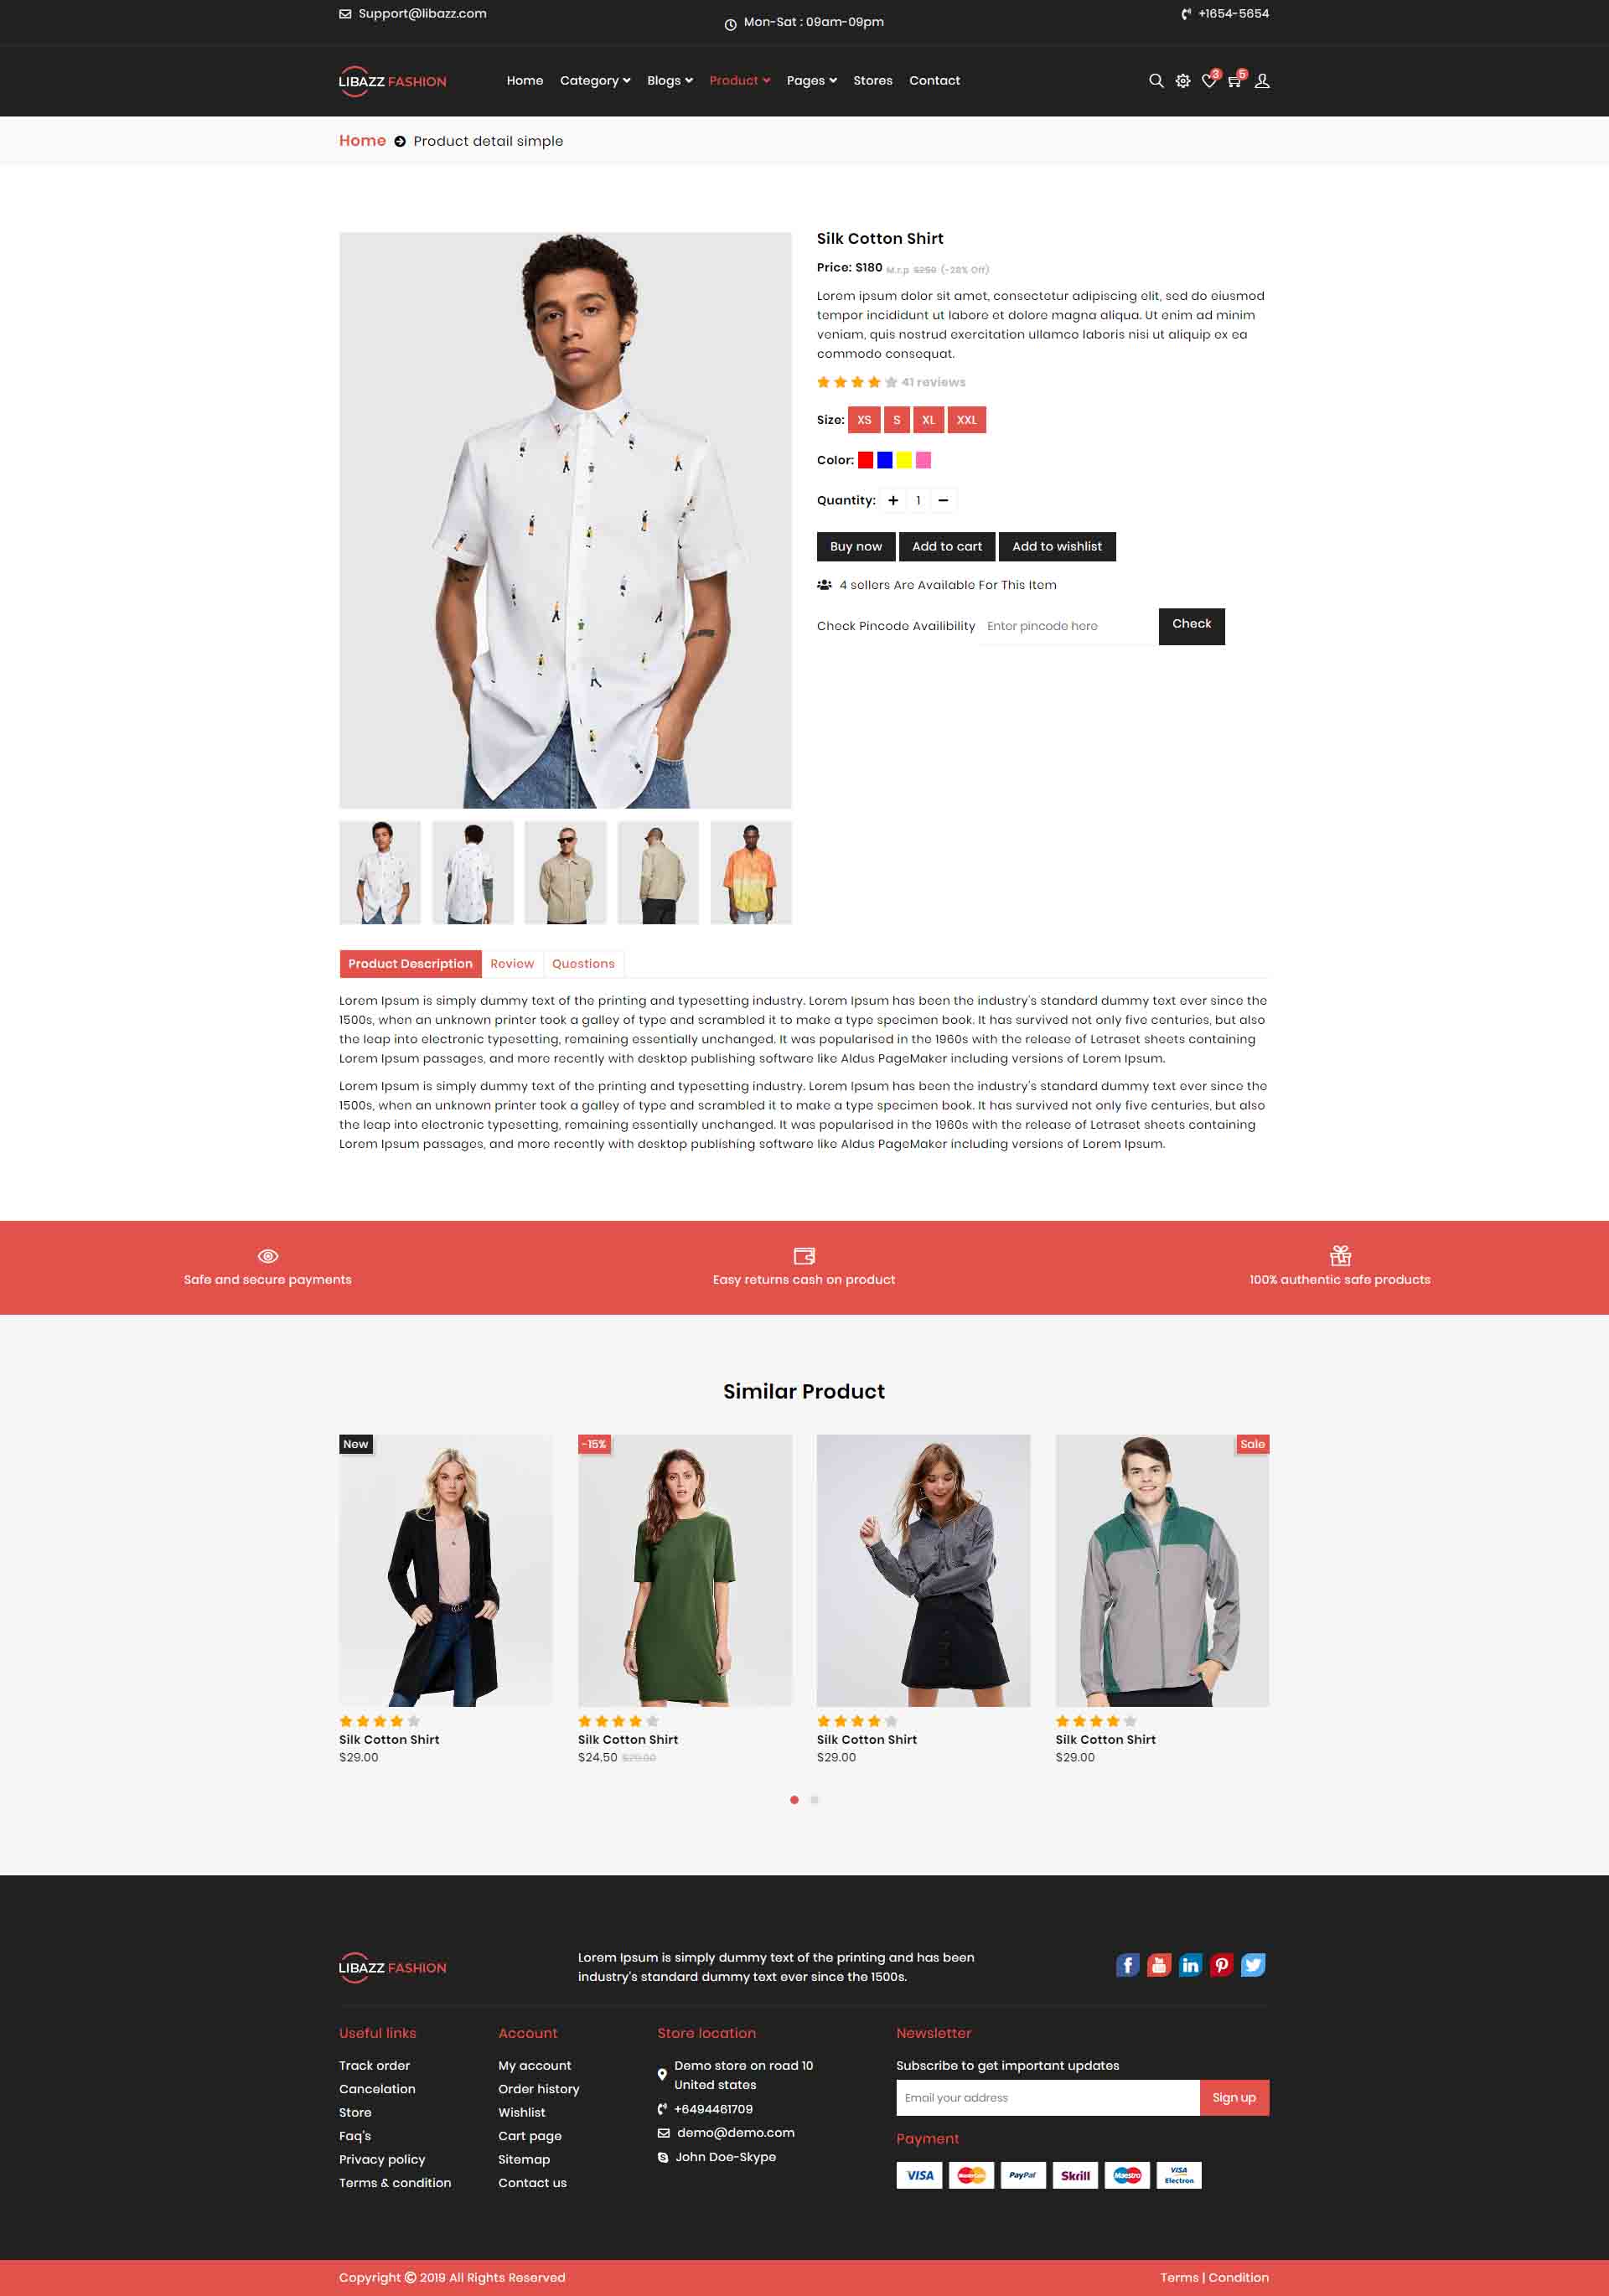 Support@libazz.com
Mon-Sat : 09am-09pm
+1654-5654
LIBAZZ FASHION
Home Category Blogs Product Pages Stores Contact
3 5
Home Product detail simple
Silk Cotton Shirt
Price: $180 M.r.p $250 (-28% Off)
Lorem ipsum dolor sit amet, consectetur adipiscing elit, sed do eiusmod
tempor incididunt ut labore et dolore magna aliqua. Ut enim ad minim
veniam, quis nostrud exercitation ullamco laboris nisi ut aliquip ex ea
commodo consequat.
41 reviews
Size: XS S XL XXL
Color:
Quantity: + 1 −
Buy now Add to cart Add to wishlist
4 sellers Are Available For This Item
Check Pincode Availibility Enter pincode here Check
Product Description Review Questions
Lorem Ipsum is simply dummy text of the printing and typesetting industry. Lorem Ipsum has been the industry's standard dummy text ever since the
1500s, when an unknown printer took a galley of type and scrambled it to make a type specimen book. It has survived not only five centuries, but also
the leap into electronic typesetting, remaining essentially unchanged. It was popularised in the 1960s with the release of Letraset sheets containing
Lorem Ipsum passages, and more recently with desktop publishing software like Aldus PageMaker including versions of Lorem Ipsum.
Lorem Ipsum is simply dummy text of the printing and typesetting industry. Lorem Ipsum has been the industry's standard dummy text ever since the
1500s, when an unknown printer took a galley of type and scrambled it to make a type specimen book. It has survived not only five centuries, but also
the leap into electronic typesetting, remaining essentially unchanged. It was popularised in the 1960s with the release of Letraset sheets containing
Lorem Ipsum passages, and more recently with desktop publishing software like Aldus PageMaker including versions of Lorem Ipsum.
Safe and secure payments
Easy returns cash on product
100% authentic safe products
Similar Product
New
-15%
Sale
Silk Cotton Shirt
$29.00
Silk Cotton Shirt
$24.50 $29.00
Silk Cotton Shirt
$29.00
Silk Cotton Shirt
$29.00
LIBAZZ FASHION
Lorem Ipsum is simply dummy text of the printing and has been
industry's standard dummy text ever since the 1500s.
Useful links
Track order
Cancelation
Store
Faq's
Privacy policy
Terms & condition
Account
My account
Order history
Wishlist
Cart page
Sitemap
Contact us
Store location
Demo store on road 10
United states
+6494461709
demo@demo.com
John Doe-Skype
Newsletter
Subscribe to get important updates
Email your address Sign up
Payment
VISA MasterCard PayPal Skrill Maestro VISA Electron
Copyright © 2019 All Rights Reserved
Terms | Condition